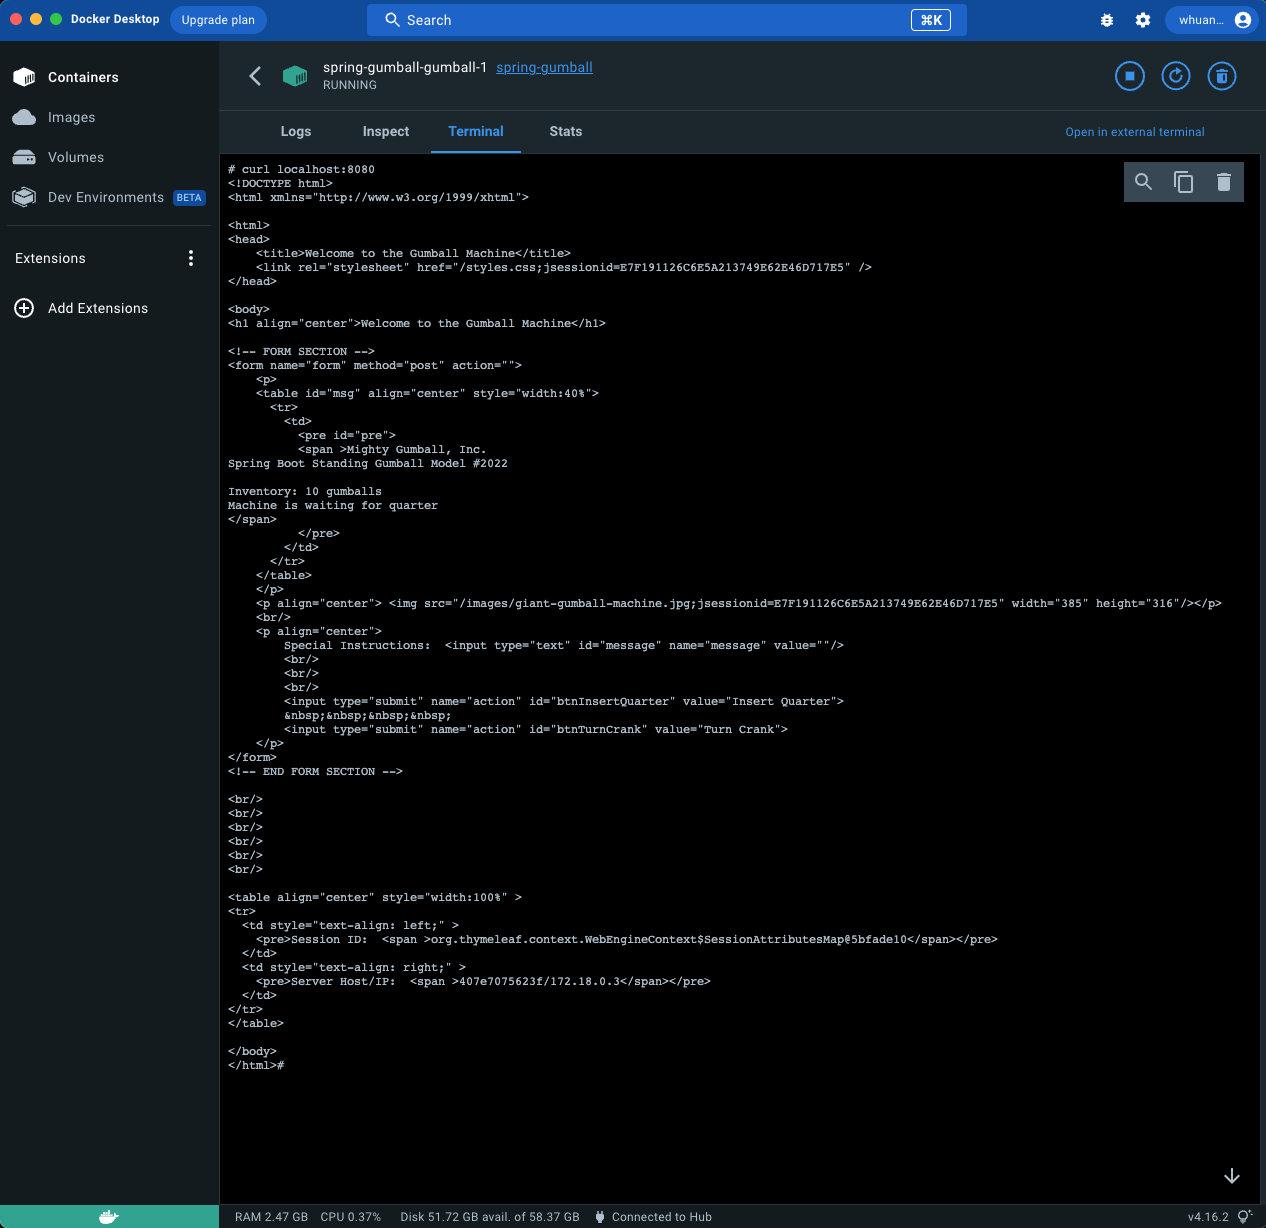 Docker Desktop
Upgrade plan
Search
⌘K
whuan...
Containers
Images
Volumes
Dev Environments BETA
Extensions
Add Extensions
spring-gumball-gumball-1 spring-gumball
RUNNING
Logs Inspect Terminal Stats
Open in external terminal
# curl localhost:8080
<!DOCTYPE html>
<html xmlns="http://www.w3.org/1999/xhtml">

<html>
<head>
    <title>Welcome to the Gumball Machine</title>
    <link rel="stylesheet" href="/styles.css;jsessionid=E7F191126C6E5A213749E62E46D717E5" />
</head>

<body>
<h1 align="center">Welcome to the Gumball Machine</h1>

<!-- FORM SECTION -->
<form name="form" method="post" action="">
    <p>
    <table id="msg" align="center" style="width:40%">
      <tr>
        <td>
          <pre id="pre">
          <span >Mighty Gumball, Inc.
Spring Boot Standing Gumball Model #2022

Inventory: 10 gumballs
Machine is waiting for quarter
</span>
          </pre>
        </td>
      </tr>
    </table>
    </p>
    <p align="center"> <img src="/images/giant-gumball-machine.jpg;jsessionid=E7F191126C6E5A213749E62E46D717E5" width="385" height="316"/></p>
    <br/>
    <p align="center">
        Special Instructions:  <input type="text" id="message" name="message" value=""/>
        <br/>
        <br/>
        <br/>
        <input type="submit" name="action" id="btnInsertQuarter" value="Insert Quarter">
        &nbsp;&nbsp;&nbsp;&nbsp;
        <input type="submit" name="action" id="btnTurnCrank" value="Turn Crank">
    </p>
</form>
<!-- END FORM SECTION -->

<br/>
<br/>
<br/>
<br/>
<br/>
<br/>

<table align="center" style="width:100%" >
<tr>
  <td style="text-align: left;" >
    <pre>Session ID:  <span >org.thymeleaf.context.WebEngineContext$SessionAttributesMap@5bfade10</span></pre>
  </td>
  <td style="text-align: right;" >
    <pre>Server Host/IP:  <span >407e7075623f/172.18.0.3</span></pre>
  </td>
</tr>
</table>

</body>
</html>#
RAM 2.47 GB CPU 0.37% Disk 51.72 GB avail. of 58.37 GB Connected to Hub
v4.16.2